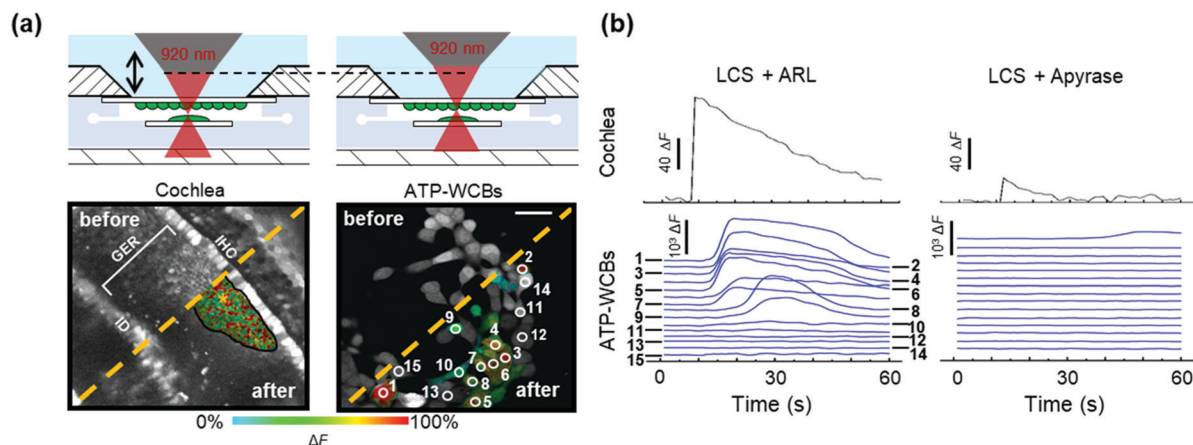 (a)
920 nm
920 nm
Cochlea
ATP-WCBs
before
GER
IHC
ID
after
before
2
14
11
9
12
4
3
15
10
7
6
1
13
8
5
after
0%
100%
ΔF
(b)
LCS + ARL
LCS + Apyrase
Cochlea
40 ΔF
40 ΔF
ATP-WCBs
10³ ΔF
10³ ΔF
1
3
5
7
9
11
13
15
2
4
6
8
10
12
14
0 30 60
0 30 60
Time (s)
Time (s)